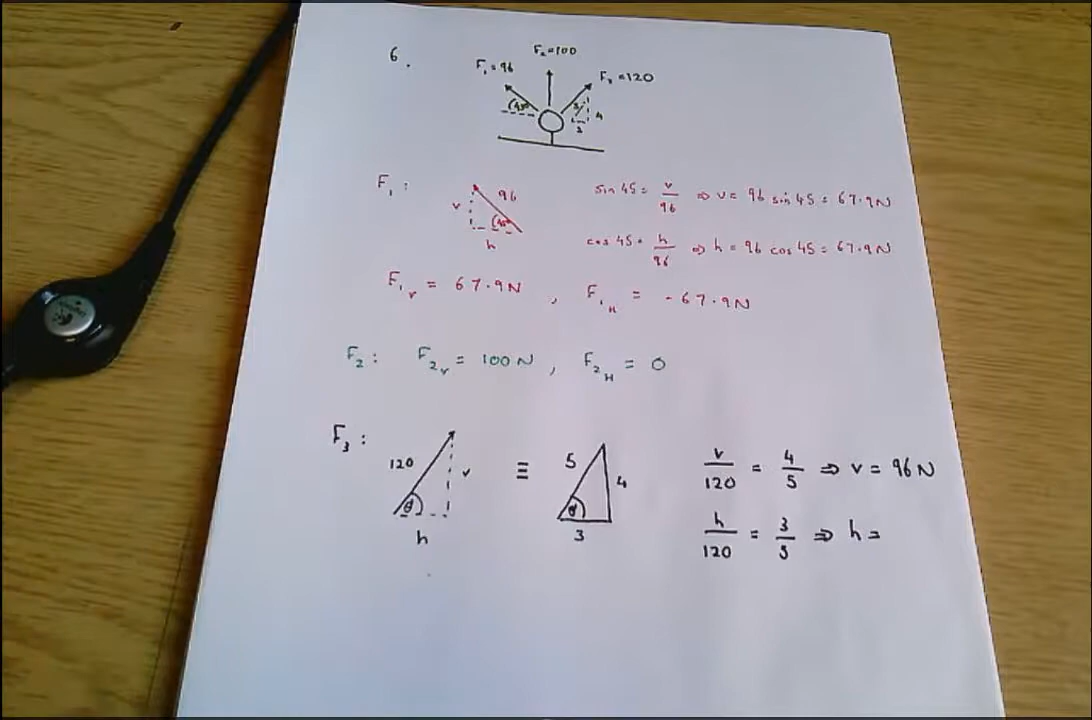 6.
F₂=100
F₁=96
F₃=120
45°
5
4
3
F₁:
96
v
45°
h
sin 45 = v/96 ⇒ v = 96 sin 45 = 67.9N
cos 45 = h/96 ⇒ h = 96 cos 45 = 67.9N
F₁ᵥ = 67.9N , F₁H = -67.9N
F₂: F₂ᵥ = 100N , F₂H = 0
F₃:
120
v
θ
h
≡
5
4
θ
3
v/120 = 4/5 ⇒ v = 96N
h/120 = 3/5 ⇒ h =